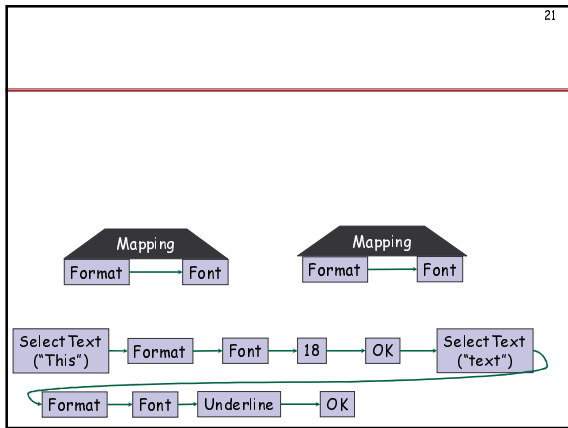 21
Mapping
Mapping
Format Font
Format Font
Select Text
("This")
Format Font 18 OK
Select Text
("text")
Format Font Underline OK